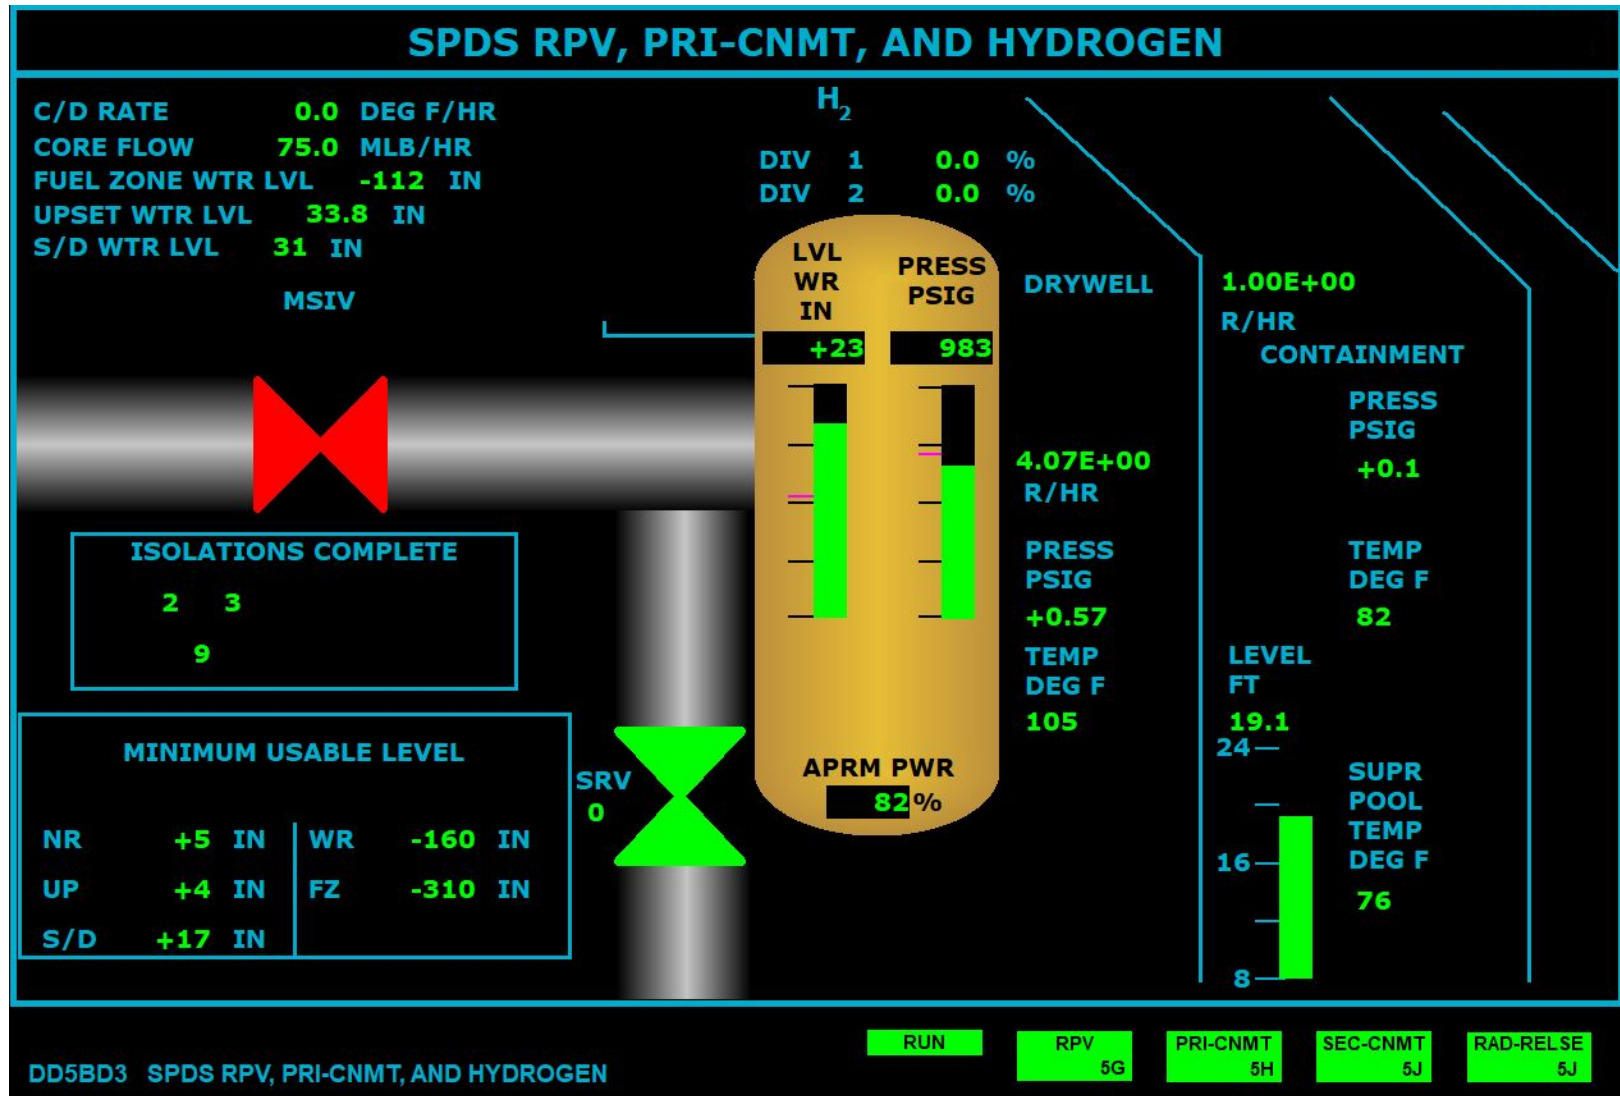 SPDS RPV, PRI-CNMT, AND HYDROGEN
C/D RATE 0.0 DEG F/HR
CORE FLOW 75.0 MLB/HR
FUEL ZONE WTR LVL -112 IN
UPSET WTR LVL 33.8 IN
S/D WTR LVL 31 IN
MSIV
H2
DIV 1 0.0 %
DIV 2 0.0 %
LVL
WR
IN
+23
PRESS
PSIG
983
ISOLATIONS COMPLETE
2 3
9
MINIMUM USABLE LEVEL
NR +5 IN WR -160 IN
UP +4 IN FZ -310 IN
S/D +17 IN
SRV
0
APRM PWR
82%
DRYWELL
4.07E+00
R/HR
PRESS
PSIG
+0.57
TEMP
DEG F
105
1.00E+00
R/HR
CONTAINMENT
PRESS
PSIG
+0.1
TEMP
DEG F
82
LEVEL
FT
19.1
24
16
8
SUPR
POOL
TEMP
DEG F
76
RUN
RPV
5G
PRI-CNMT
5H
SEC-CNMT
5J
RAD-RELSE
5J
DD5BD3 SPDS RPV, PRI-CNMT, AND HYDROGEN